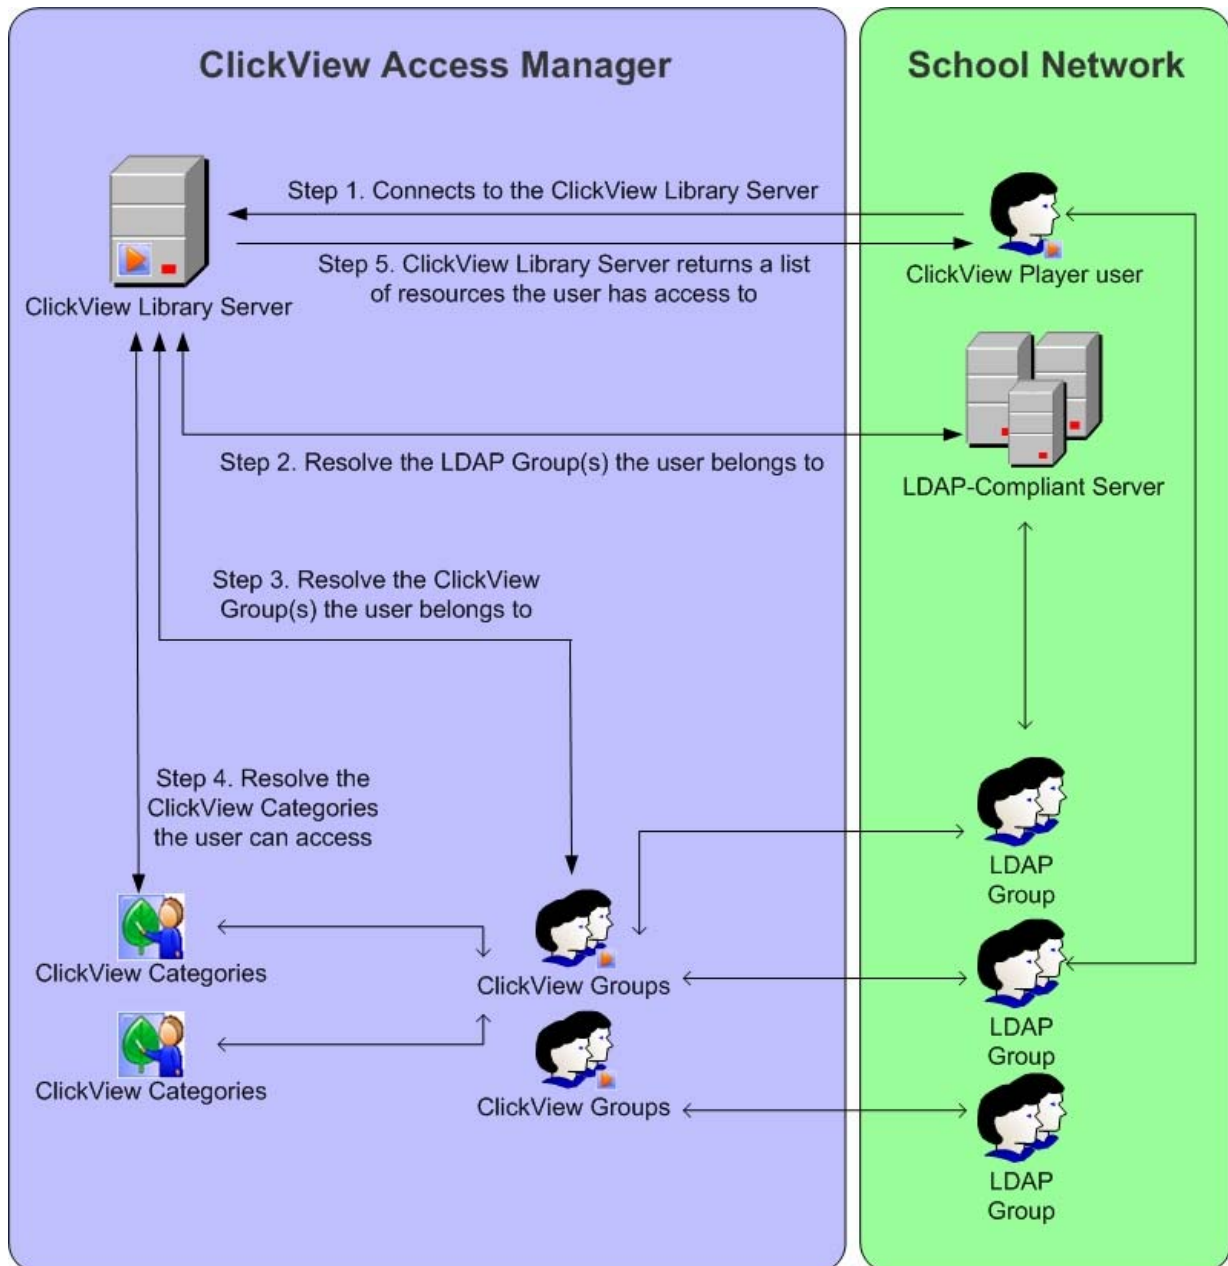 ClickView Access Manager
School Network
Step 1. Connects to the ClickView Library Server
Step 5. ClickView Library Server returns a list
of resources the user has access to
ClickView Library Server
ClickView Player user
Step 2. Resolve the LDAP Group(s) the user belongs to
LDAP-Compliant Server
Step 3. Resolve the ClickView
Group(s) the user belongs to
Step 4. Resolve the
ClickView Categories
the user can access
LDAP
Group
ClickView Categories
ClickView Groups
LDAP
Group
ClickView Categories
ClickView Groups
LDAP
Group